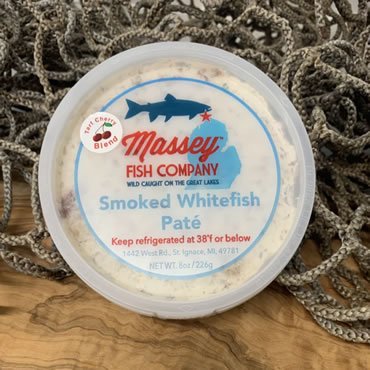 Tart Cherry
Blend
Massey™
FISH COMPANY
WILD CAUGHT ON THE GREAT LAKES
Smoked Whitefish
Paté
Keep refrigerated at 38°f or below
1442 West Rd., St. Ignace, MI, 49781
NET WT. 8oz/226g